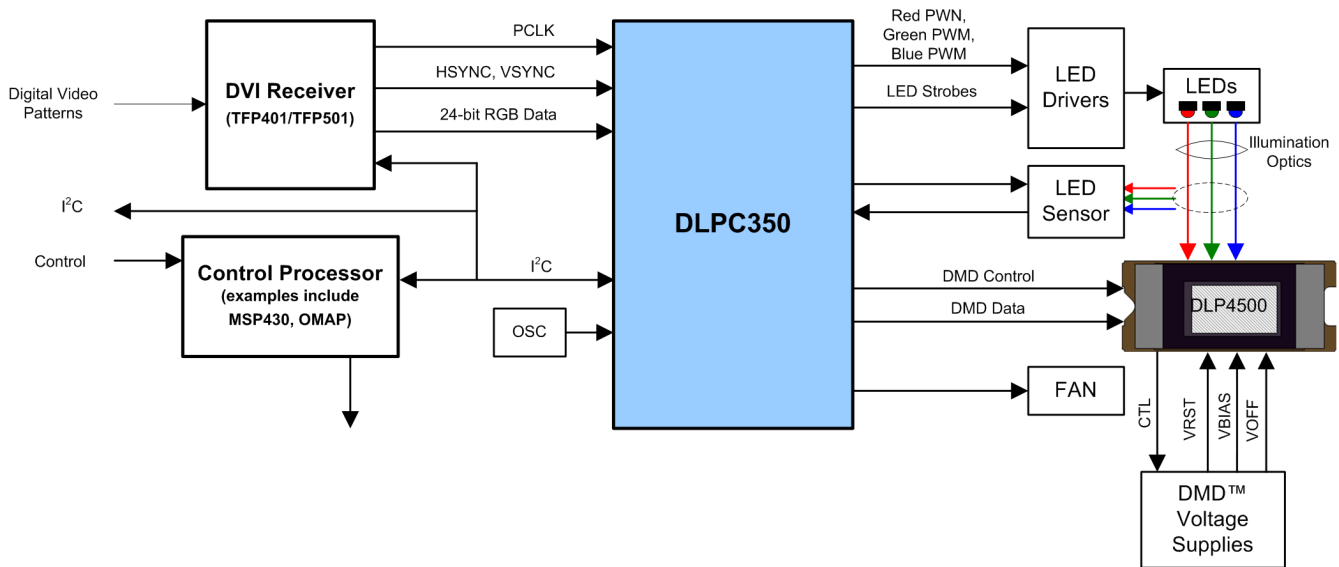 Digital Video
Patterns
DVI Receiver
(TFP401/TFP501)
PCLK
HSYNC, VSYNC
24-bit RGB Data
I²C
Control
Control Processor
(examples include
MSP430, OMAP)
I²C
OSC
DLPC350
Red PWN,
Green PWM,
Blue PWM
LED Strobes
LED
Drivers
LEDs
Illumination
Optics
LED
Sensor
DMD Control
DMD Data
DLP4500
FAN
CTL
VRST
VBIAS
VOFF
DMD™
Voltage
Supplies